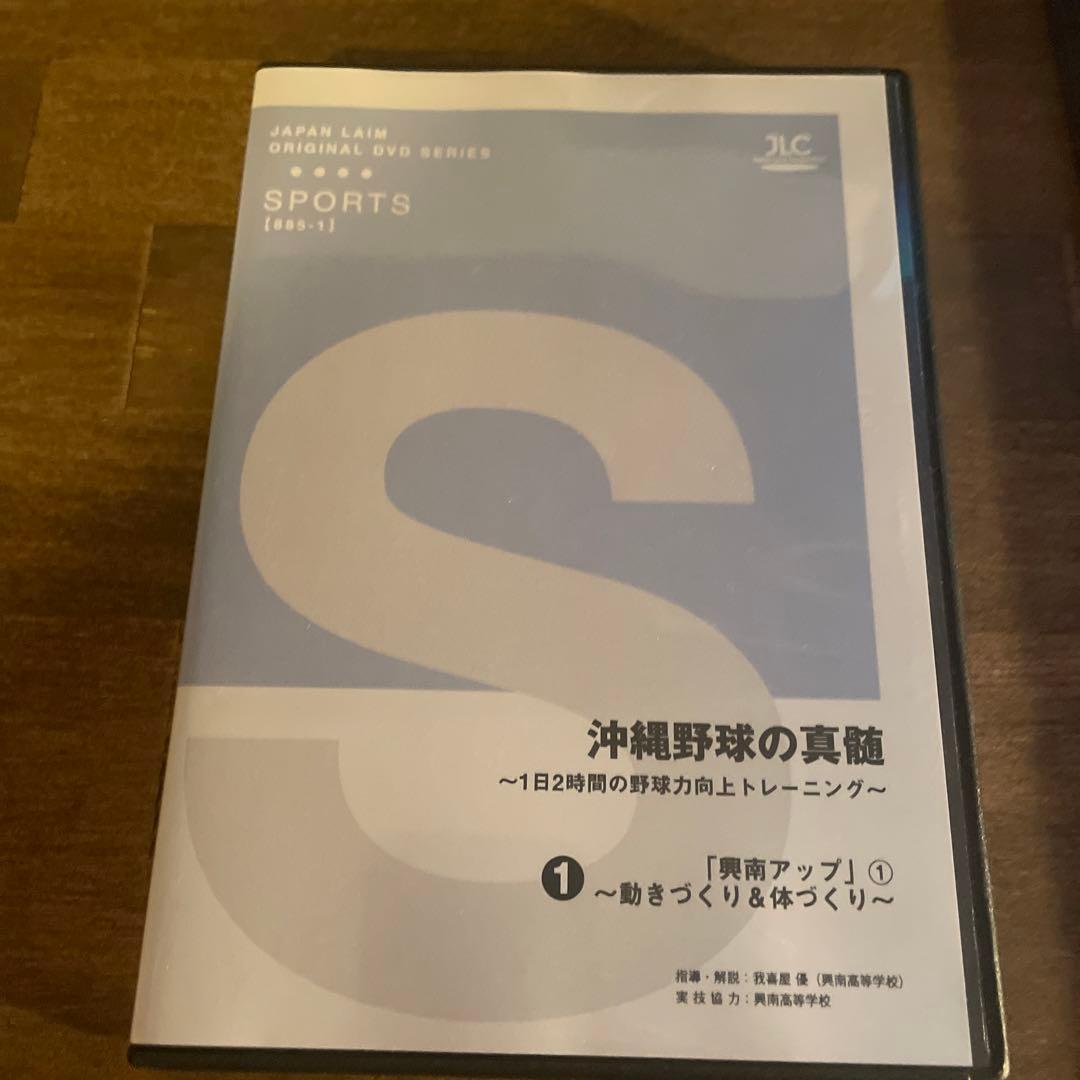 JAPAN LAIM
ORIGINAL DVD SERIES
SPORTS
[885-1]
JLC
沖縄野球の真髄
〜1日2時間の野球力向上トレーニング〜
❶ 「興南アップ」①
〜動きづくり&体づくり〜
指導・解説:我喜屋 優(興南高等学校)
実技協力:興南高等学校